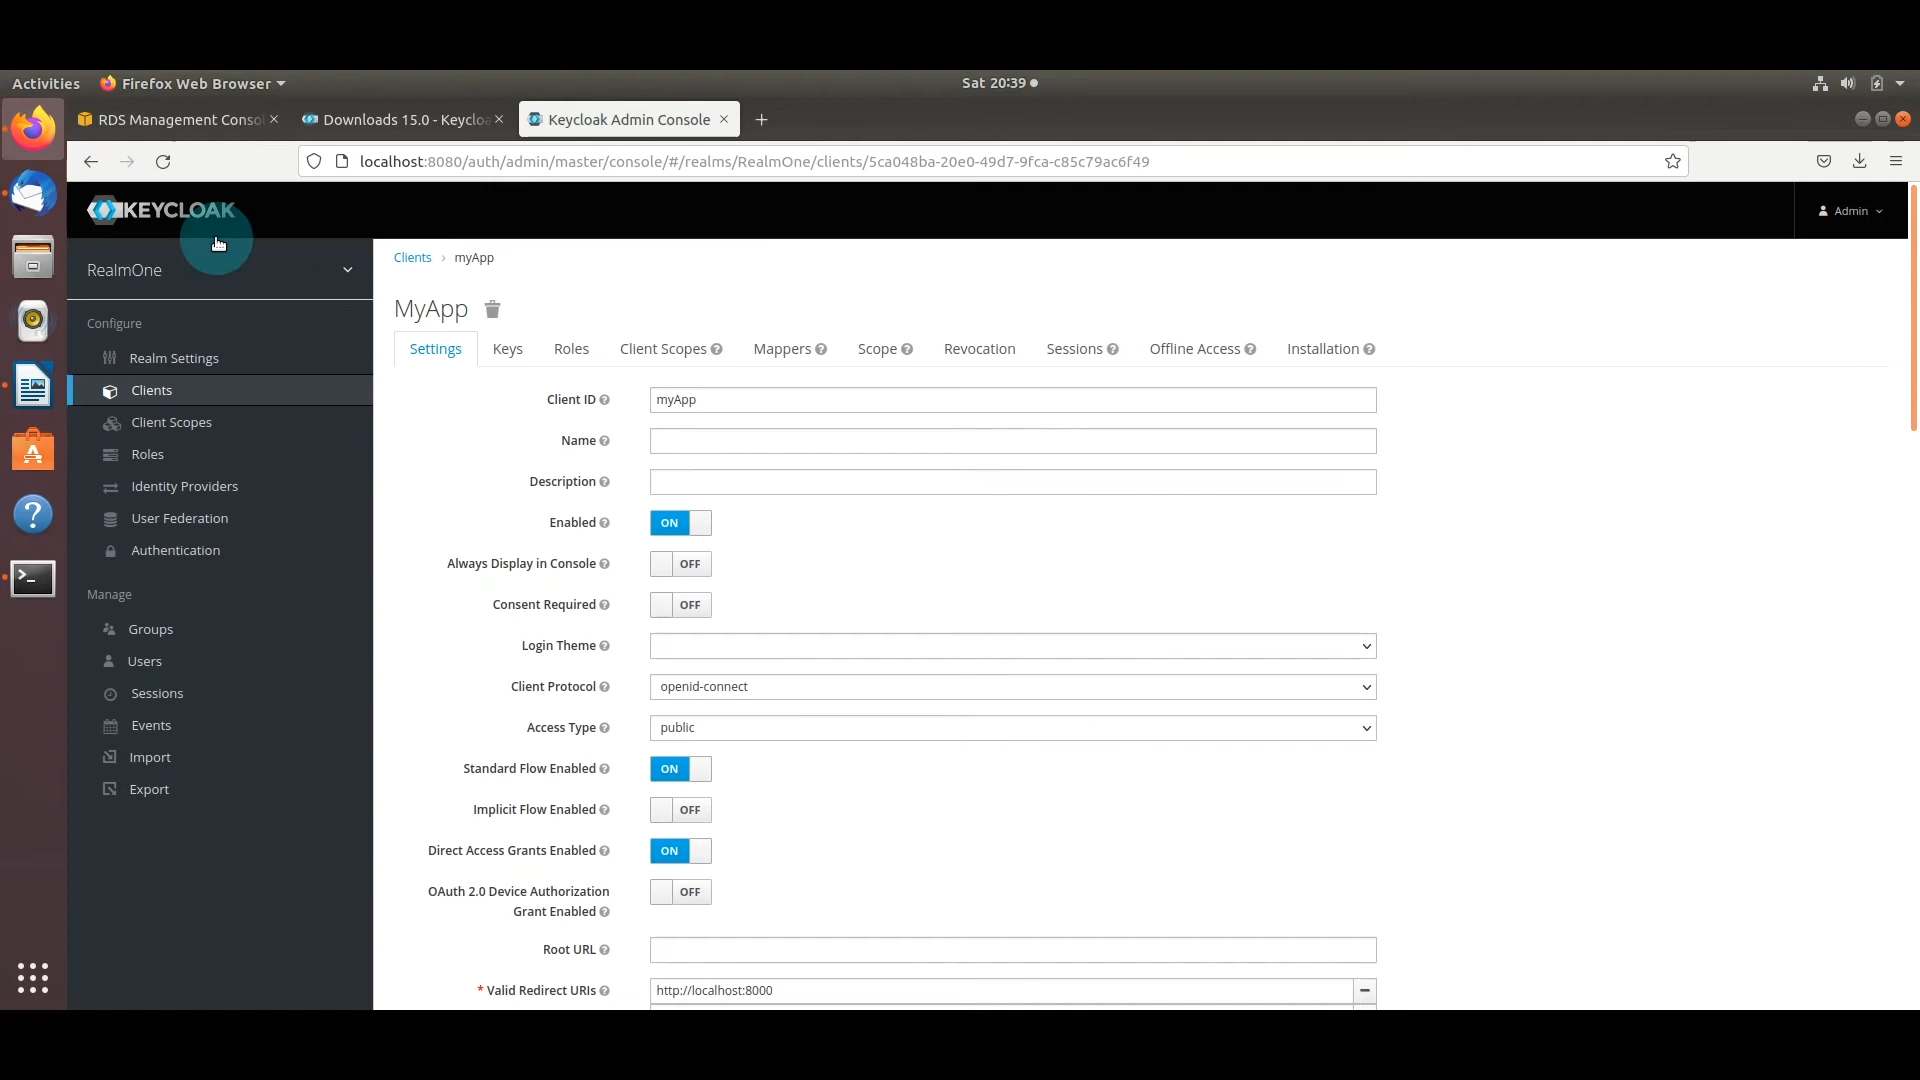 Activities Firefox Web Browser Sat 20:39
RDS Management Consol Downloads 15.0 - Keycloa Keycloak Admin Console
localhost:8080/auth/admin/master/console/#/realms/RealmOne/clients/5ca048ba-20e0-49d7-9fca-c85c79ac6f49
KEYCLOAK Admin
RealmOne
Configure
Realm Settings
Clients
Client Scopes
Roles
Identity Providers
User Federation
Authentication
Manage
Groups
Users
Sessions
Events
Import
Export
Clients > myApp
MyApp
Settings Keys Roles Client Scopes Mappers Scope Revocation Sessions Offline Access Installation
Client ID myApp
Name
Description
Enabled ON
Always Display in Console OFF
Consent Required OFF
Login Theme
Client Protocol openid-connect
Access Type public
Standard Flow Enabled ON
Implicit Flow Enabled OFF
Direct Access Grants Enabled ON
OAuth 2.0 Device Authorization OFF
Grant Enabled
Root URL
* Valid Redirect URIs http://localhost:8000